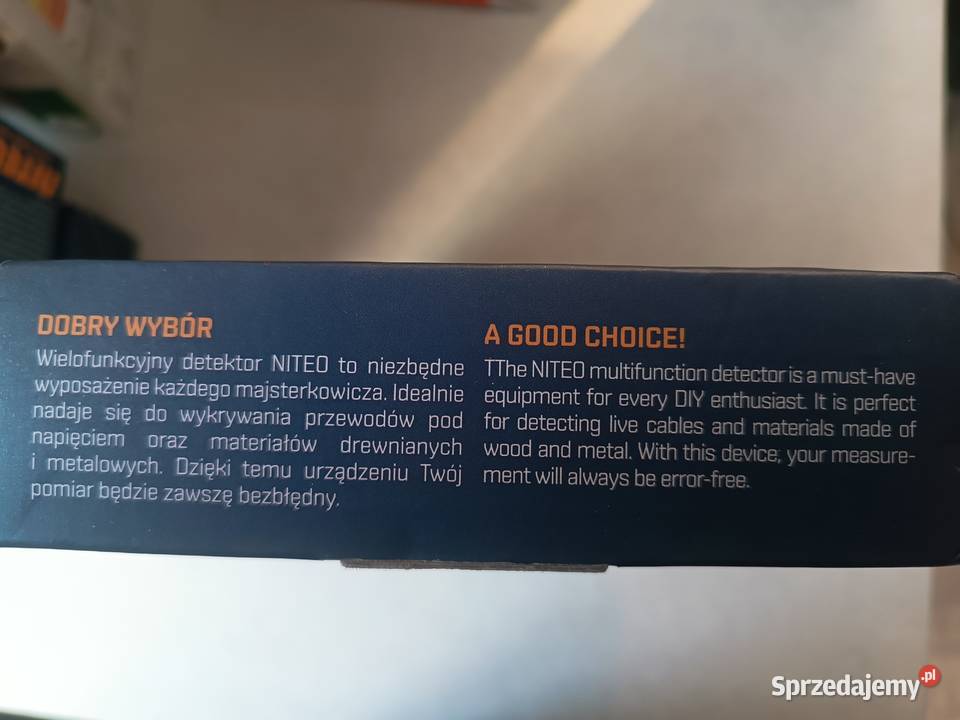 DOBRY WYBÓR
Wielofunkcyjny detektor NITEO to niezbędne
wyposażenie każdego majsterkowicza. Idealnie
nadaje się do wykrywania przewodów pod
napięciem oraz materiałów drewnianych
i metalowych. Dzięki temu urządzeniu Twój
pomiar będzie zawszę bezbłędny.
A GOOD CHOICE!
TThe NITEO multifunction detector is a must-have
equipment for every DIY enthusiast. It is perfect
for detecting live cables and materials made of
wood and metal. With this device, your measure-
ment will always be error-free.
Sprzedajemy.pl